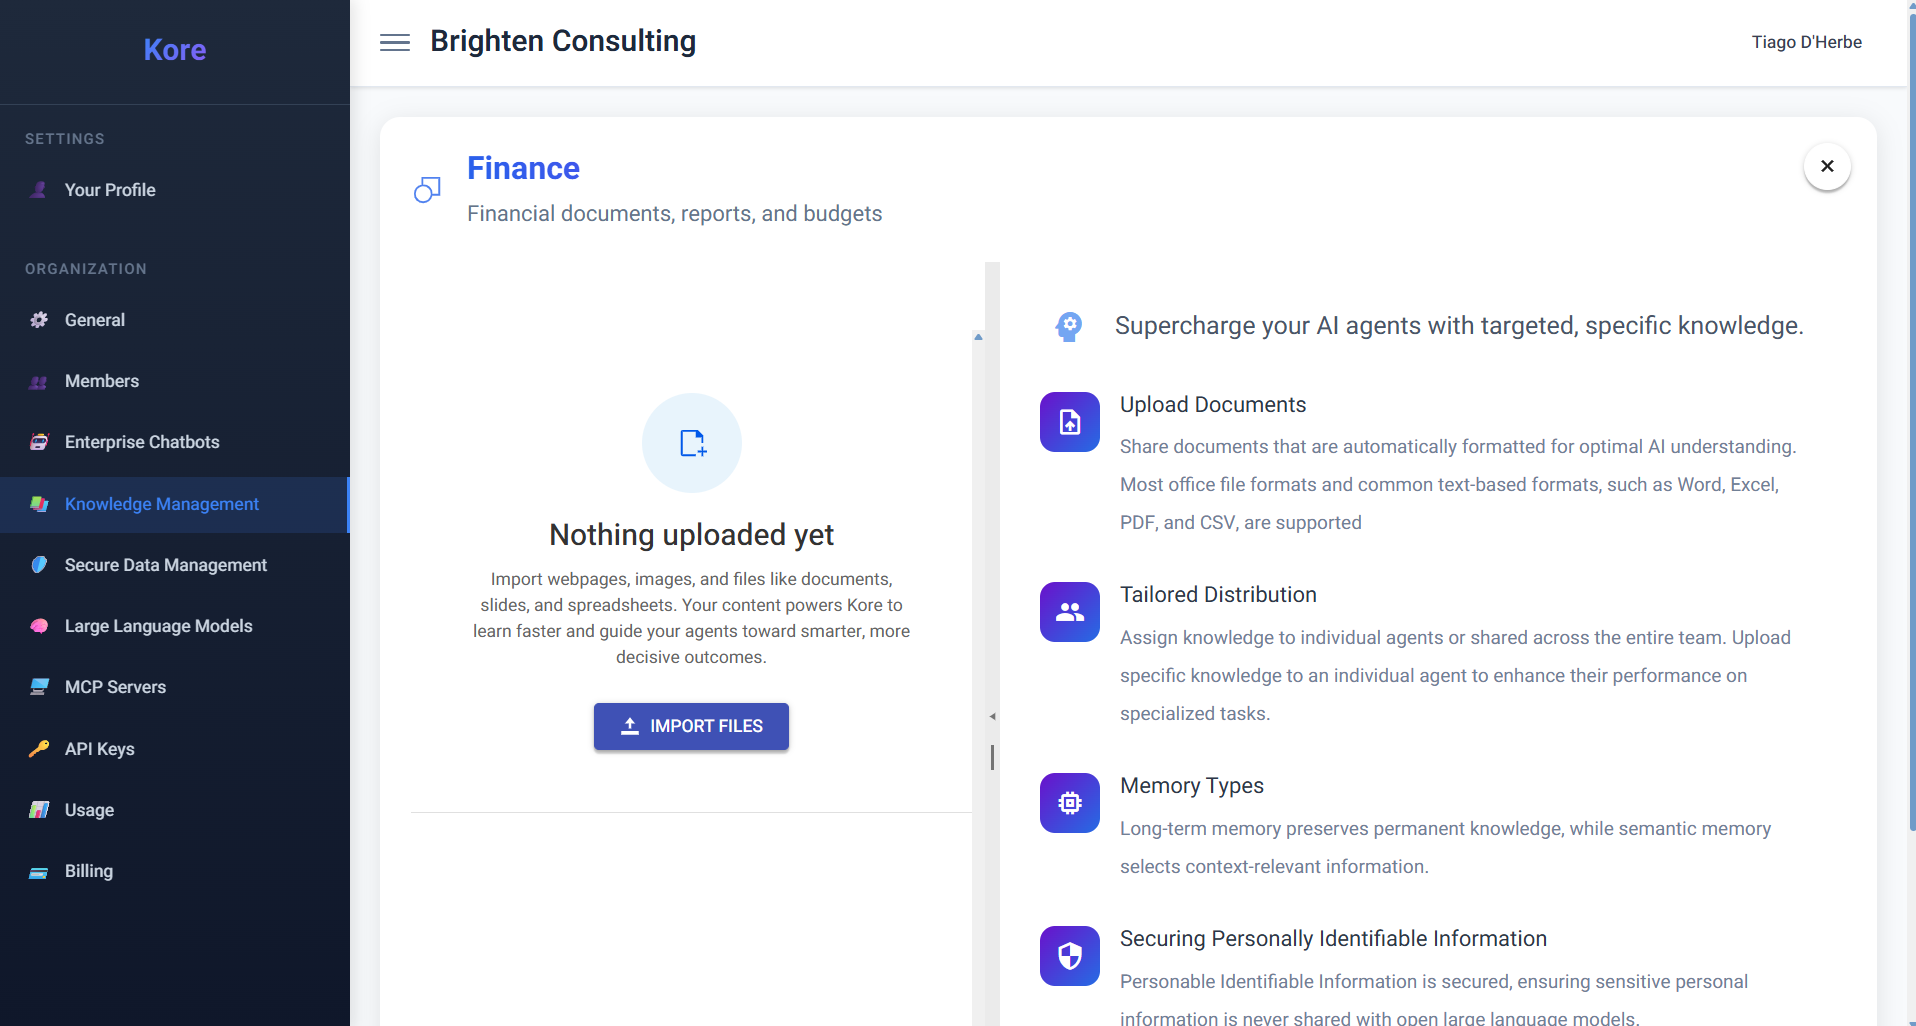 Kore
SETTINGS
Your Profile
ORGANIZATION
General
Members
Enterprise Chatbots
Knowledge Management
Secure Data Management
Large Language Models
MCP Servers
API Keys
Usage
Billing
Brighten Consulting
Tiago D'Herbe
Finance
Financial documents, reports, and budgets
Nothing uploaded yet
Import webpages, images, and files like documents,
slides, and spreadsheets. Your content powers Kore to
learn faster and guide your agents toward smarter, more
decisive outcomes.
IMPORT FILES
Supercharge your AI agents with targeted, specific knowledge.
Upload Documents
Share documents that are automatically formatted for optimal AI understanding.
Most office file formats and common text-based formats, such as Word, Excel,
PDF, and CSV, are supported
Tailored Distribution
Assign knowledge to individual agents or shared across the entire team. Upload
specific knowledge to an individual agent to enhance their performance on
specialized tasks.
Memory Types
Long-term memory preserves permanent knowledge, while semantic memory
selects context-relevant information.
Securing Personally Identifiable Information
Personable Identifiable Information is secured, ensuring sensitive personal
information is never shared with open large language models.